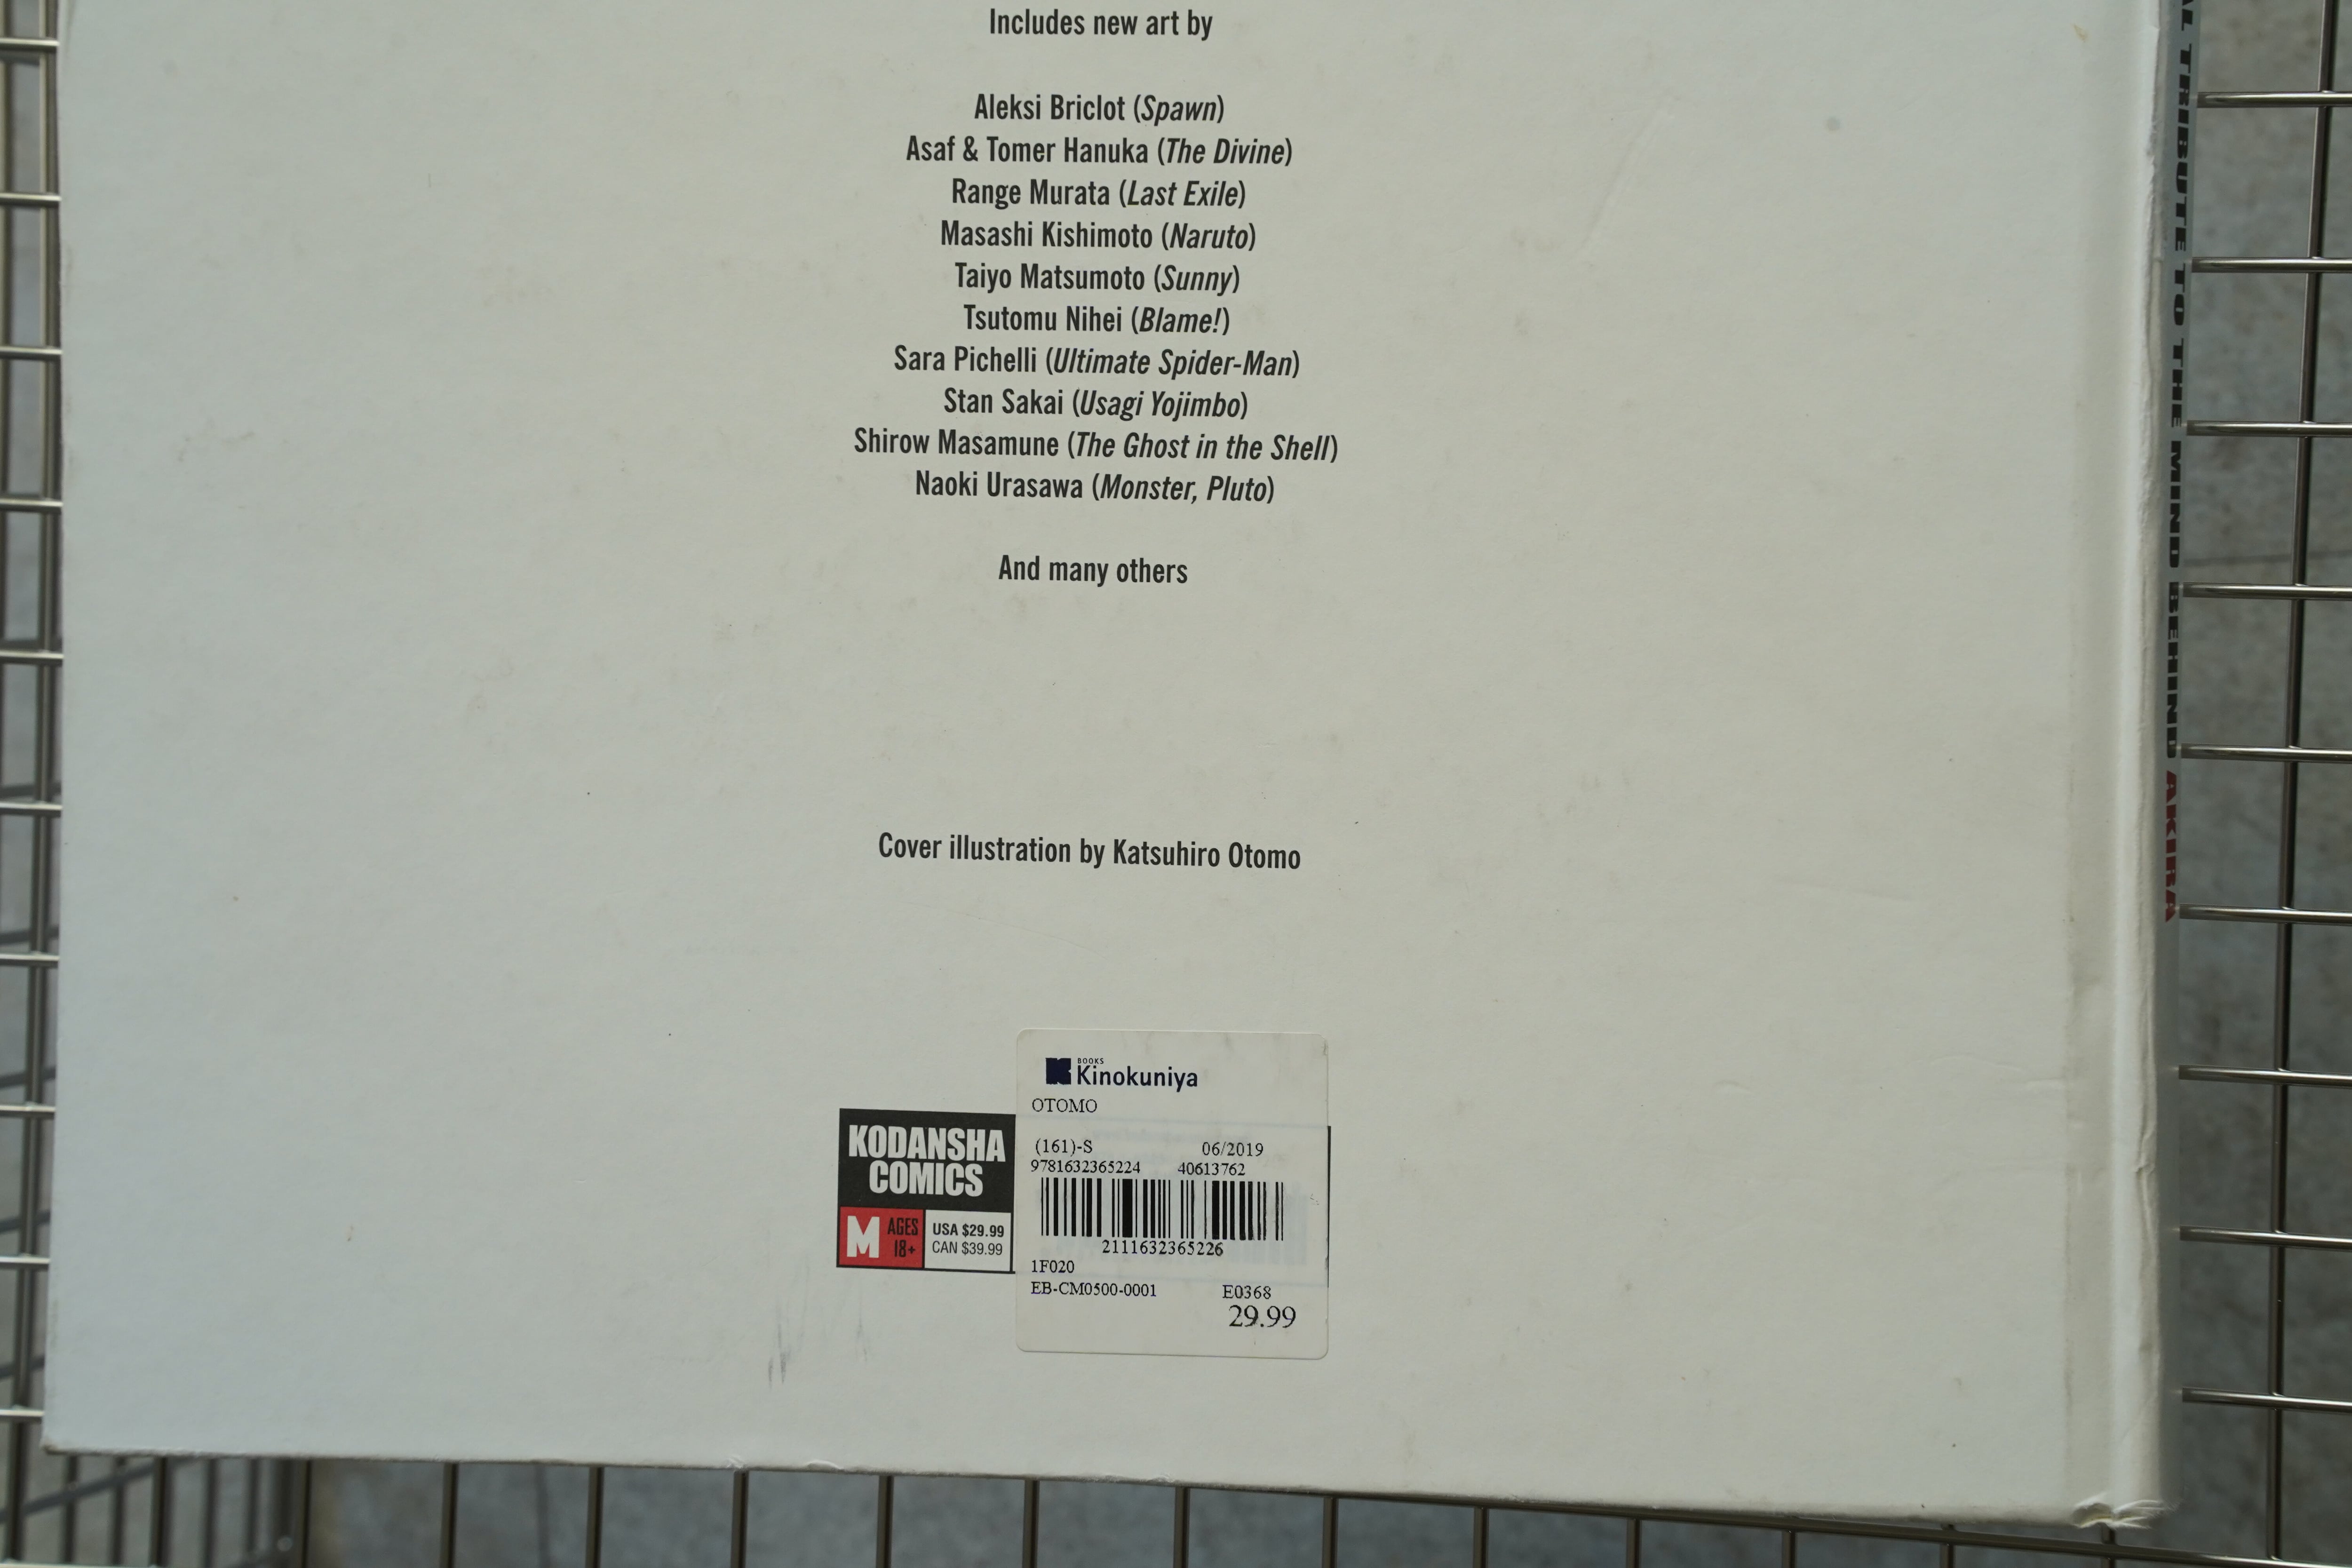 Includes new art by
Aleksi Briclot (Spawn)
Asaf & Tomer Hanuka (The Divine)
Range Murata (Last Exile)
Masashi Kishimoto (Naruto)
Taiyo Matsumoto (Sunny)
Tsutomu Nihei (Blame!)
Sara Pichelli (Ultimate Spider-Man)
Stan Sakai (Usagi Yojimbo)
Shirow Masamune (The Ghost in the Shell)
Naoki Urasawa (Monster, Pluto)
And many others
Cover illustration by Katsuhiro Otomo
KODANSHA
COMICS
M AGES
18+
USA $29.99
CAN $39.99
BOOKS
Kinokuniya
OTOMO
(161)-S 06/2019
9781632365224 40613762
2111632365226
1F020
EB-CM0500-0001 E0368
29.99
TRIBUTE TO THE MIND BEHIND AKIRA